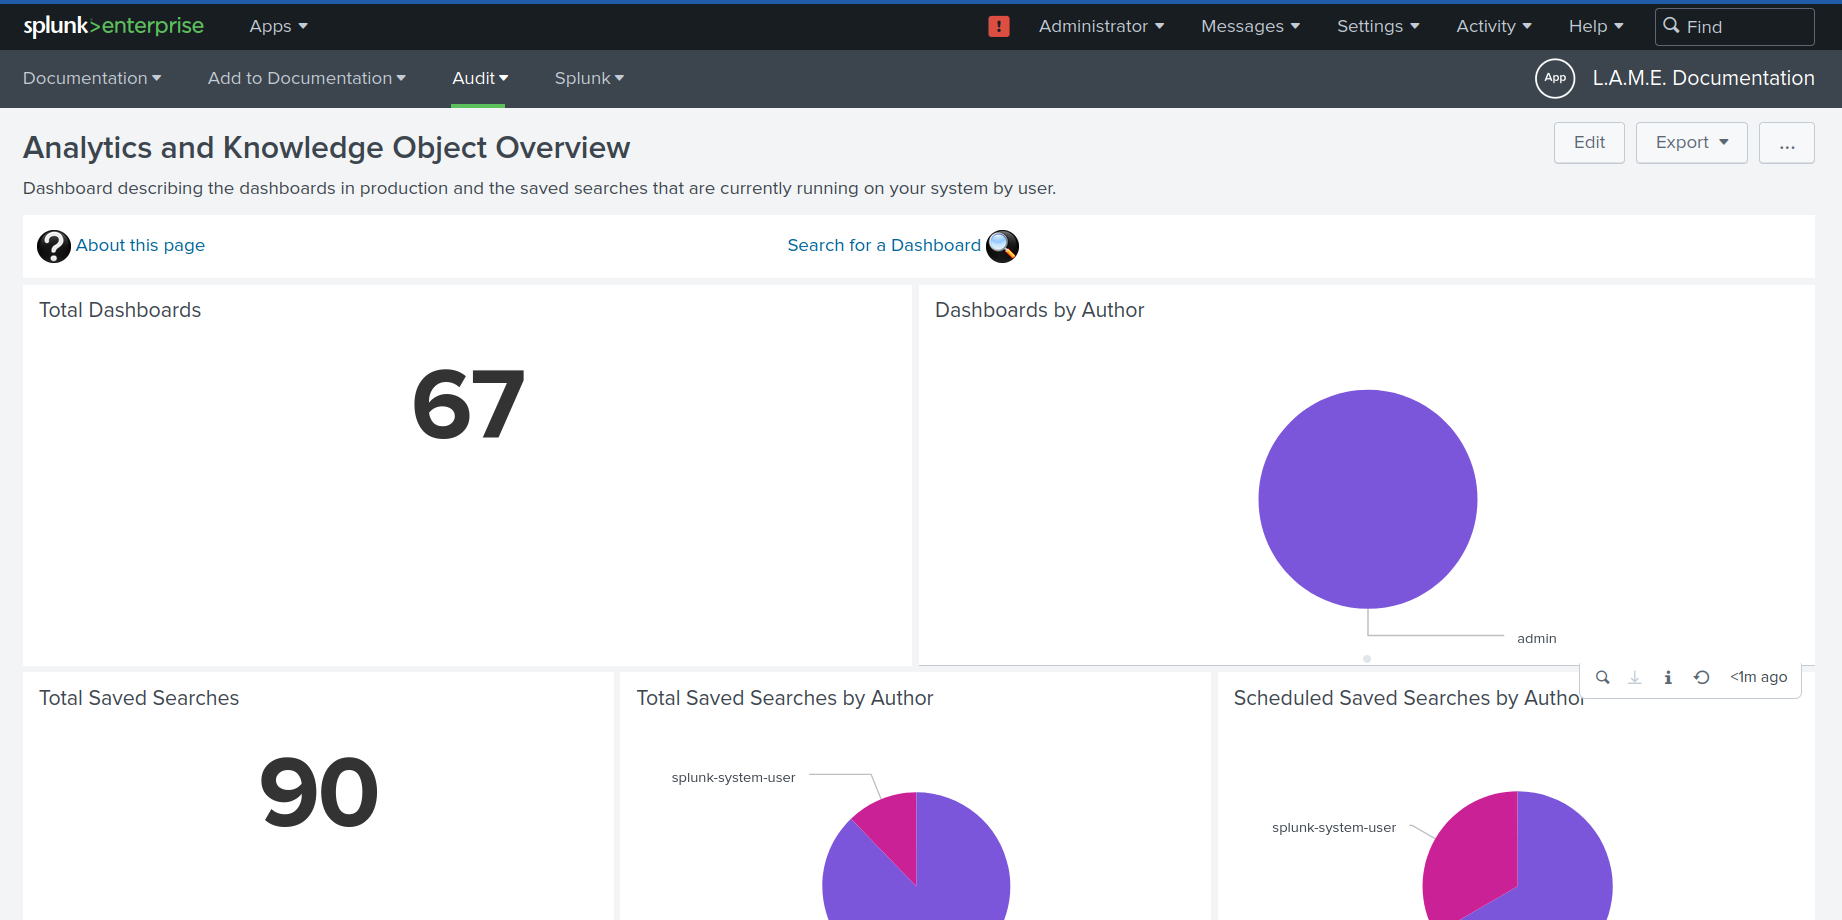 splunk>enterprise Apps ! Administrator Messages Settings Activity Help Find
Documentation Add to Documentation Audit Splunk App L.A.M.E. Documentation
Analytics and Knowledge Object Overview Edit Export ...
Dashboard describing the dashboards in production and the saved searches that are currently running on your system by user.
? About this page Search for a Dashboard
Total Dashboards
67
Dashboards by Author
admin
i <1m ago
Total Saved Searches
90
Total Saved Searches by Author
splunk-system-user
Scheduled Saved Searches by Author
splunk-system-user